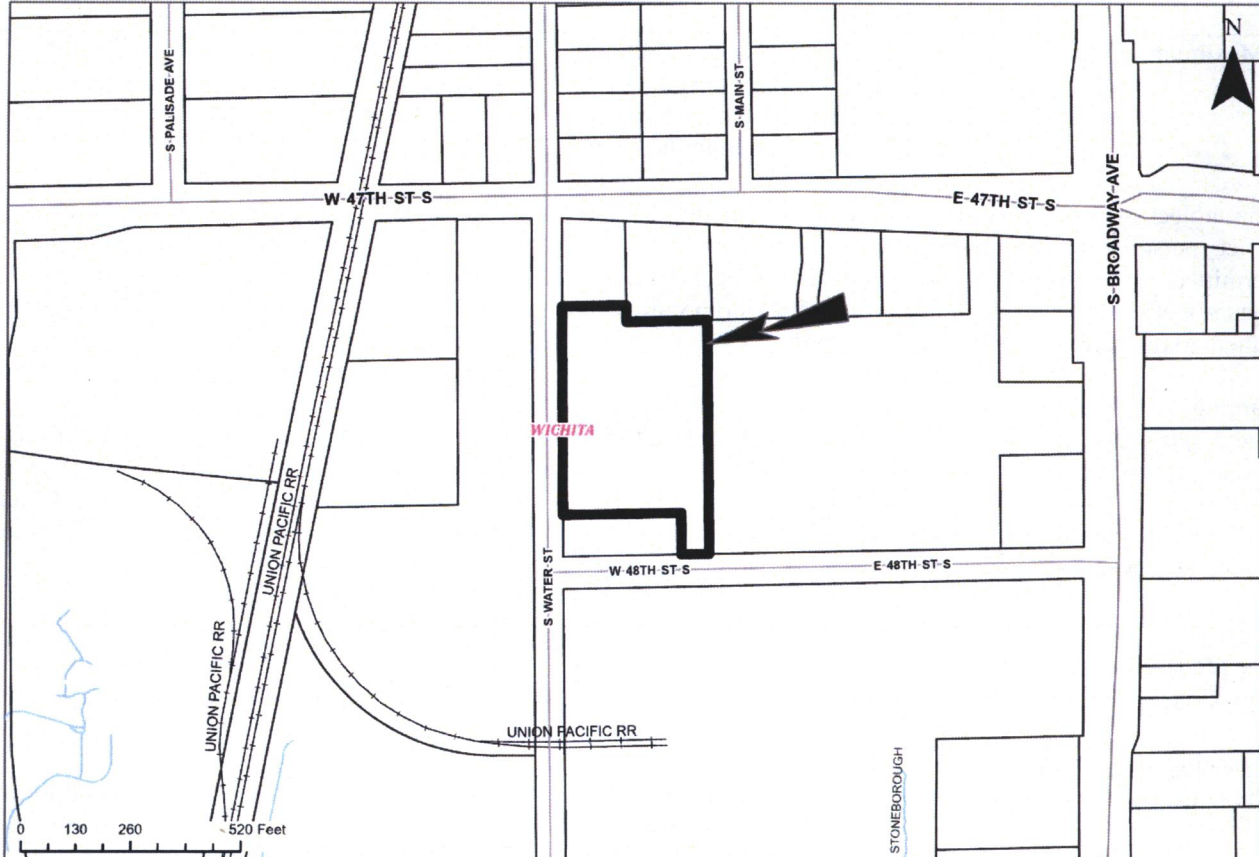 N
S PALISADE AVE
S MAIN ST
W 47TH ST S
E 47TH ST S
S BROADWAY AVE
WICHITA
UNION PACIFIC RR
W 48TH ST S
E 48TH ST S
S WATER ST
UNION PACIFIC RR
UNION PACIFIC RR
STONEBOROUGH
0 130 260 520 Feet